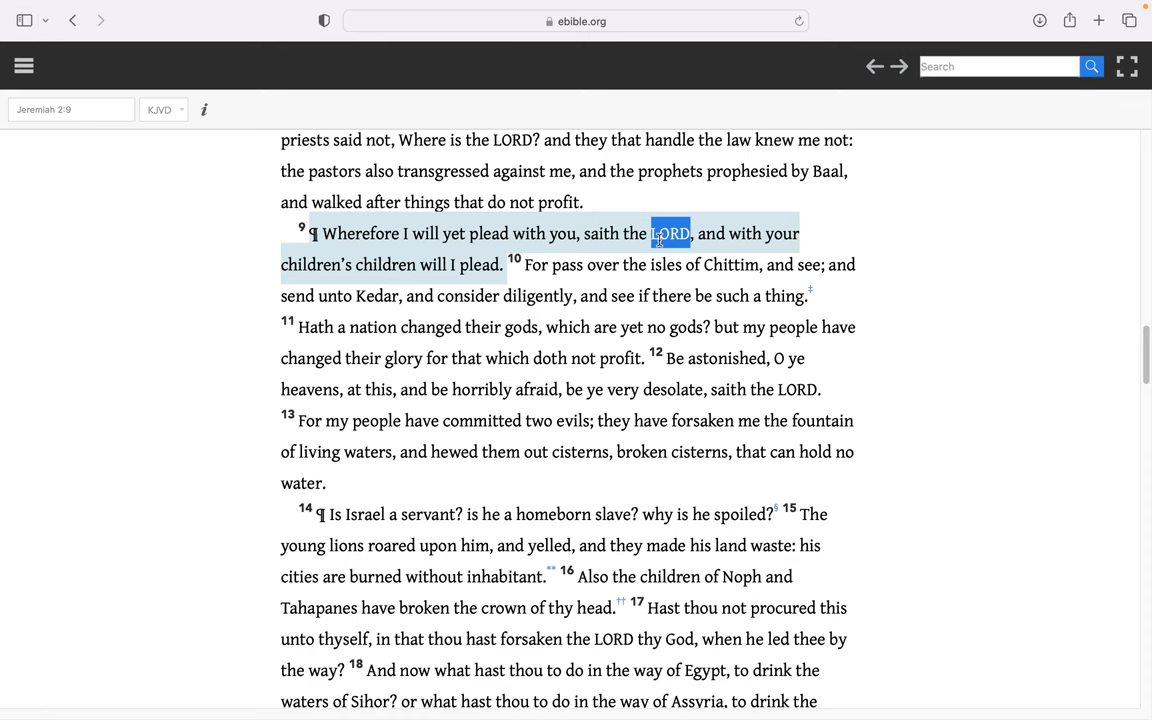 ebible.org
Search
Jeremiah 2:9 KJVD i
priests said not, Where is the LORD? and they that handle the law knew me not:
the pastors also transgressed against me, and the prophets prophesied by Baal,
and walked after things that do not profit.
9 ¶ Wherefore I will yet plead with you, saith the LORD, and with your
children’s children will I plead. 10 For pass over the isles of Chittim, and see; and
send unto Kedar, and consider diligently, and see if there be such a thing.‡
11 Hath a nation changed their gods, which are yet no gods? but my people have
changed their glory for that which doth not profit. 12 Be astonished, O ye
heavens, at this, and be horribly afraid, be ye very desolate, saith the LORD.
13 For my people have committed two evils; they have forsaken me the fountain
of living waters, and hewed them out cisterns, broken cisterns, that can hold no
water.
14 ¶ Is Israel a servant? is he a homeborn slave? why is he spoiled?§ 15 The
young lions roared upon him, and yelled, and they made his land waste: his
cities are burned without inhabitant.** 16 Also the children of Noph and
Tahapanes have broken the crown of thy head.†† 17 Hast thou not procured this
unto thyself, in that thou hast forsaken the LORD thy God, when he led thee by
the way? 18 And now what hast thou to do in the way of Egypt, to drink the
waters of Sihor? or what hast thou to do in the way of Assyria, to drink the